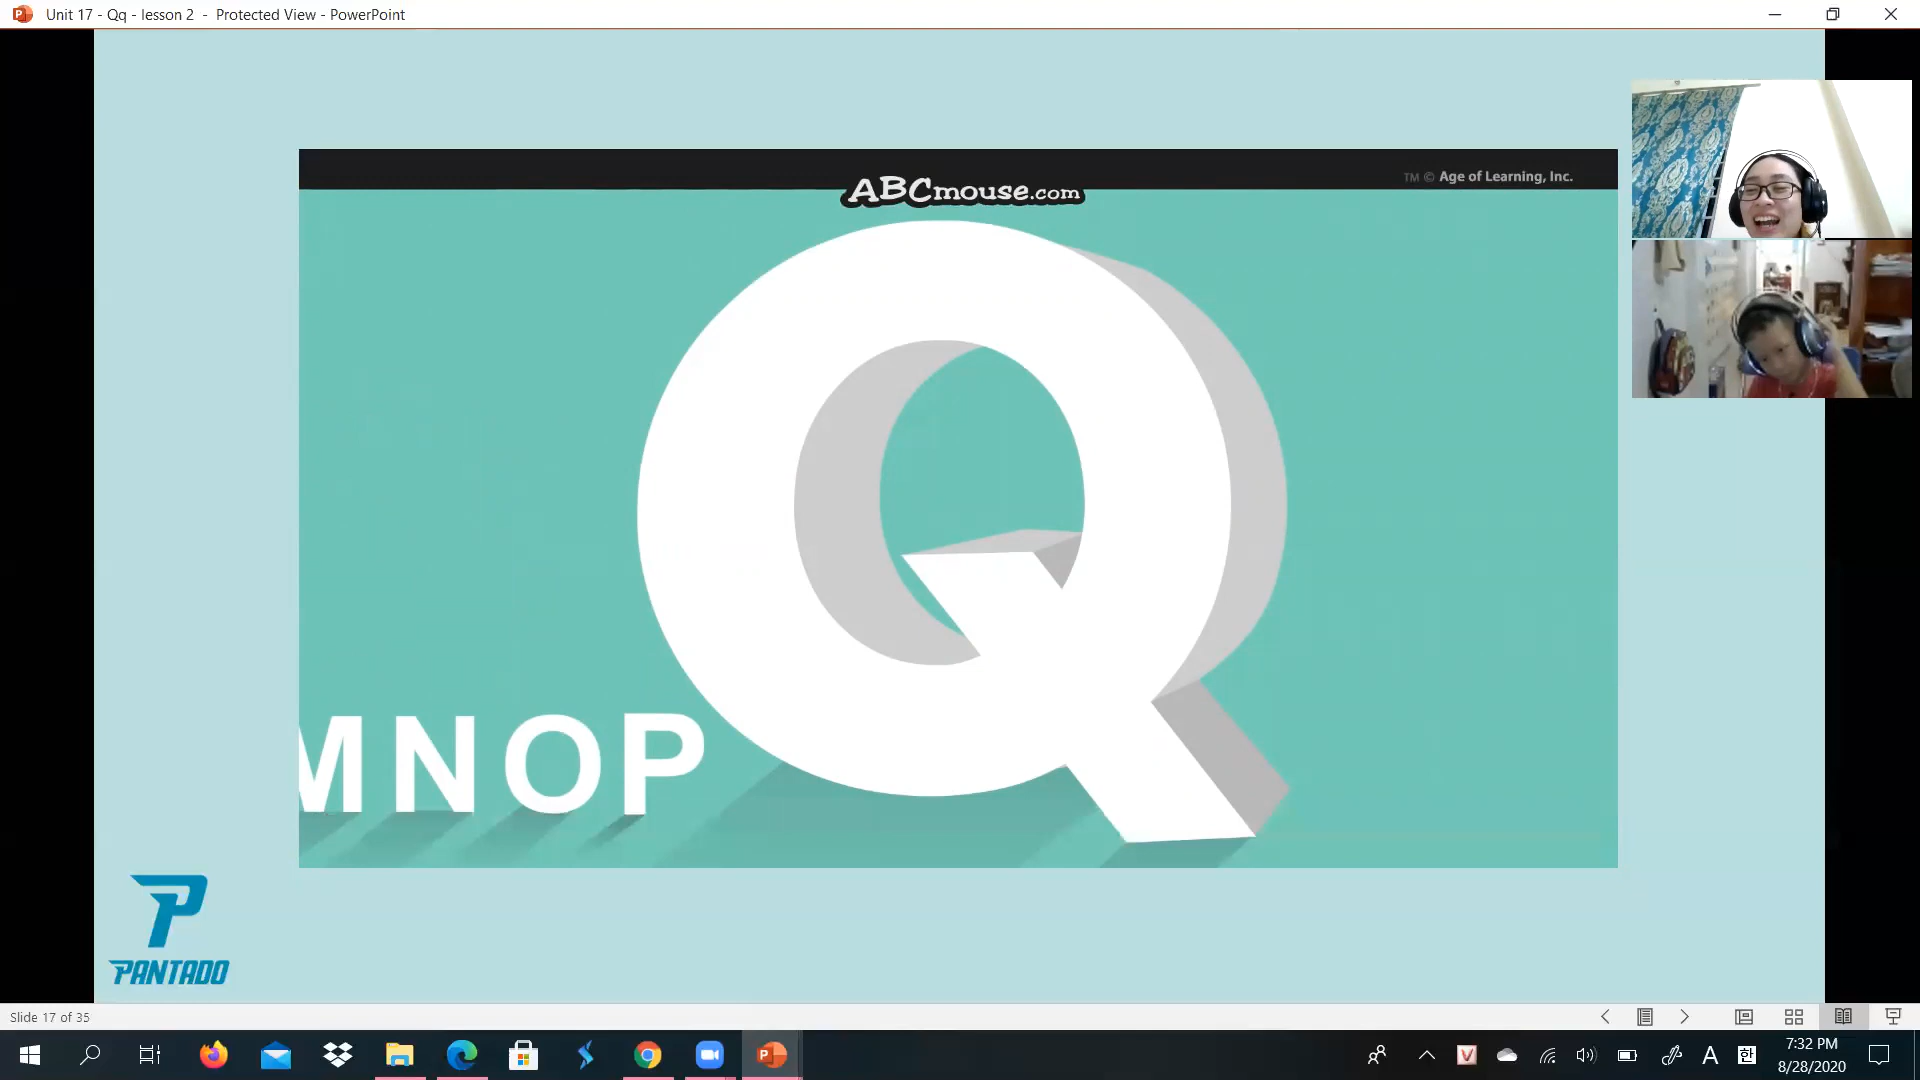 Unit 17 - Qq - lesson 2 - Protected View - PowerPoint
ABCmouse.com
TM © Age of Learning, Inc.
Q
MNOP
P
PANTADO
Slide 17 of 35
A
한
7:32 PM
8/28/2020